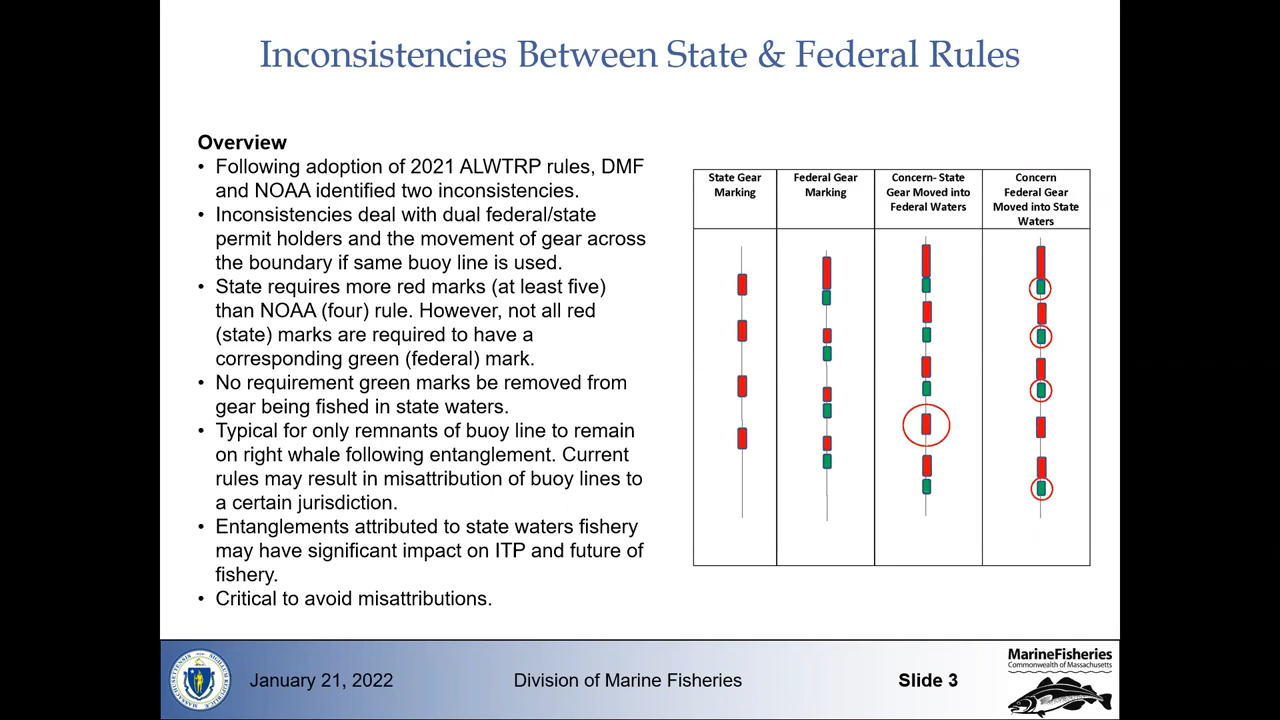 Inconsistencies Between State & Federal Rules
Overview
• Following adoption of 2021 ALWTRP rules, DMF
and NOAA identified two inconsistencies.
• Inconsistencies deal with dual federal/state
permit holders and the movement of gear across
the boundary if same buoy line is used.
• State requires more red marks (at least five)
than NOAA (four) rule. However, not all red
(state) marks are required to have a
corresponding green (federal) mark.
• No requirement green marks be removed from
gear being fished in state waters.
• Typical for only remnants of buoy line to remain
on right whale following entanglement. Current
rules may result in misattribution of buoy lines to
a certain jurisdiction.
• Entanglements attributed to state waters fishery
may have significant impact on ITP and future of
fishery.
• Critical to avoid misattributions.
State Gear
Marking
Federal Gear
Marking
Concern- State
Gear Moved into
Federal Waters
Concern
Federal Gear
Moved into State
Waters
January 21, 2022
Division of Marine Fisheries
Slide 3
MarineFisheries
Commonwealth of Massachusetts